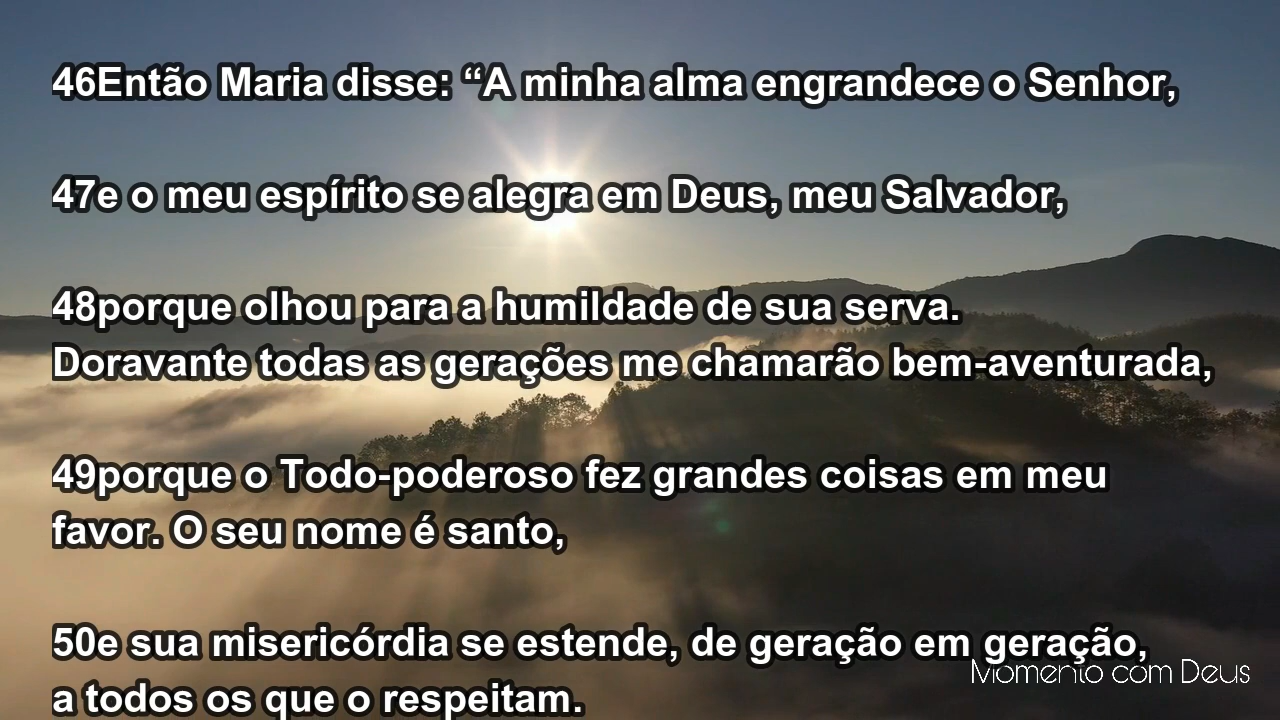 46Então Maria disse: “A minha alma engrandece o Senhor,
47e o meu espírito se alegra em Deus, meu Salvador,
48porque olhou para a humildade de sua serva.
Doravante todas as gerações me chamarão bem-aventurada,
49porque o Todo-poderoso fez grandes coisas em meu
favor. O seu nome é santo,
50e sua misericórdia se estende, de geração em geração,
a todos os que o respeitam.
Momento com Deus